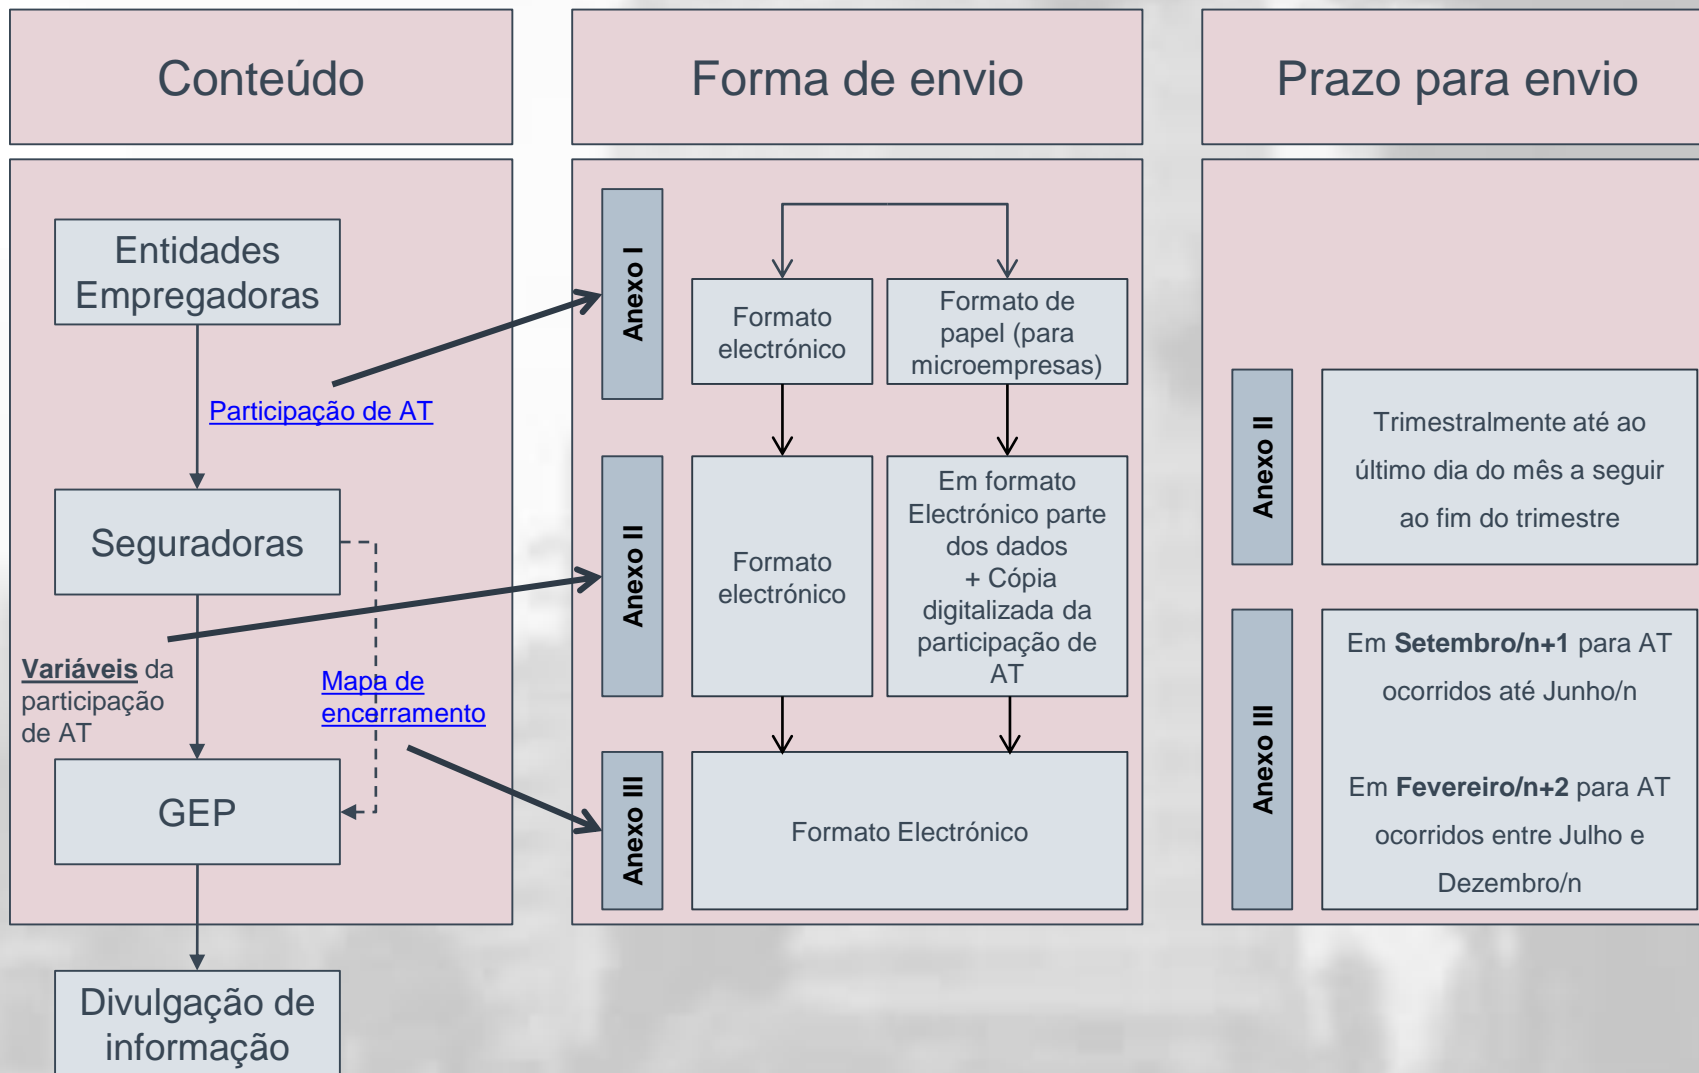 Conteúdo
Forma de envio
Prazo para envio
Entidades
Empregadoras
Participação de AT
Seguradoras
Variáveis da
participação
de AT
Mapa de
encerramento
GEP
Divulgação de
informação
Anexo I
Formato
electrónico
Formato de
papel (para
microempresas)
Anexo II
Formato
electrónico
Em formato
Electrónico parte
dos dados
+ Cópia
digitalizada da
participação de
AT
Anexo III
Formato Electrónico
Anexo II
Trimestralmente até ao
último dia do mês a seguir
ao fim do trimestre
Anexo III
Em Setembro/n+1 para AT
ocorridos até Junho/n
Em Fevereiro/n+2 para AT
ocorridos entre Julho e
Dezembro/n